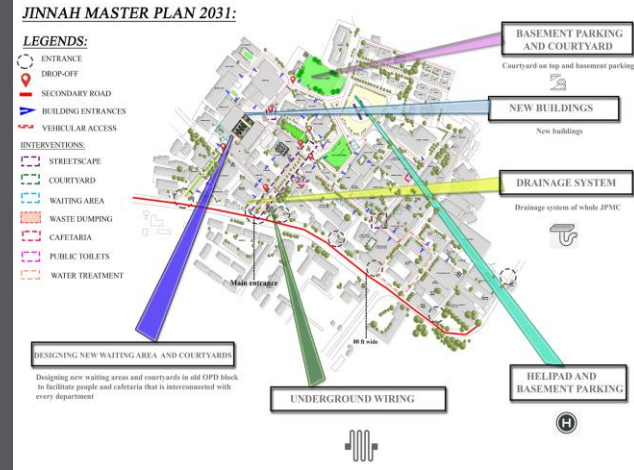 JINNAH MASTER PLAN 2031:
LEGENDS:
ENTRANCE
DROP-OFF
SECONDARY ROAD
BUILDING ENTRANCES
VEHICULAR ACCESS
INTERVENTIONS:
STREETSCAPE
COURTYARD
WAITING AREA
WASTE DUMPING
CAFETARIA
PUBLIC TOILETS
WATER TREATMENT
BASEMENT PARKING
AND COURTYARD
Courtyard on top and basement parking
NEW BUILDINGS
New buildings
DRAINAGE SYSTEM
Drainage system of whole JPMC
Main entrance
80 ft wide
DESIGNING NEW WAITING AREA AND COURTYARDS
Designing new waiting areas and courtyards in old OPD block
to facilitate people and cafetaria that is interconnected with
every department
UNDERGROUND WIRING
HELIPAD AND
BASEMENT PARKING
H